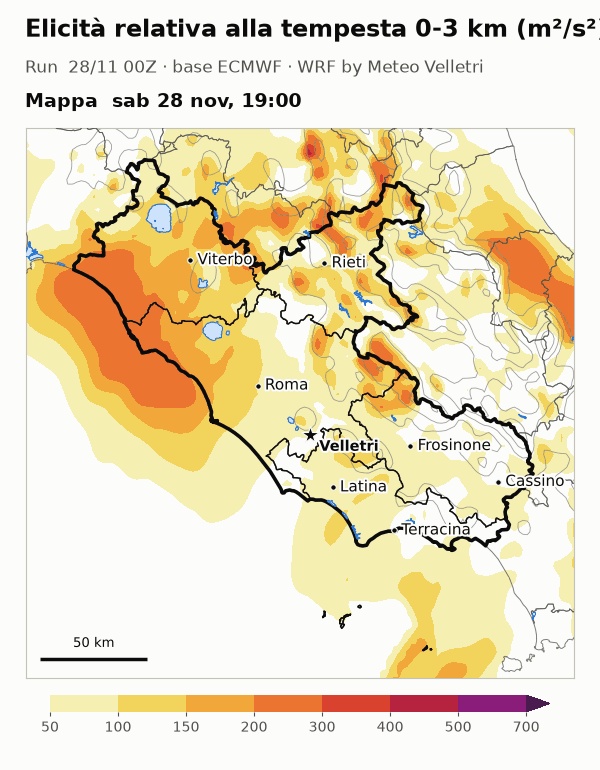 Elicità relativa alla tempesta 0-3 km (m²/s²)
Run 28/11 00Z · base ECMWF · WRF by Meteo Velletri
Mappa sab 28 nov, 19:00
Viterbo
Rieti
Roma
Velletri
Frosinone
Cassino
Latina
Terracina
50 km
50 100 150 200 300 400 500 700